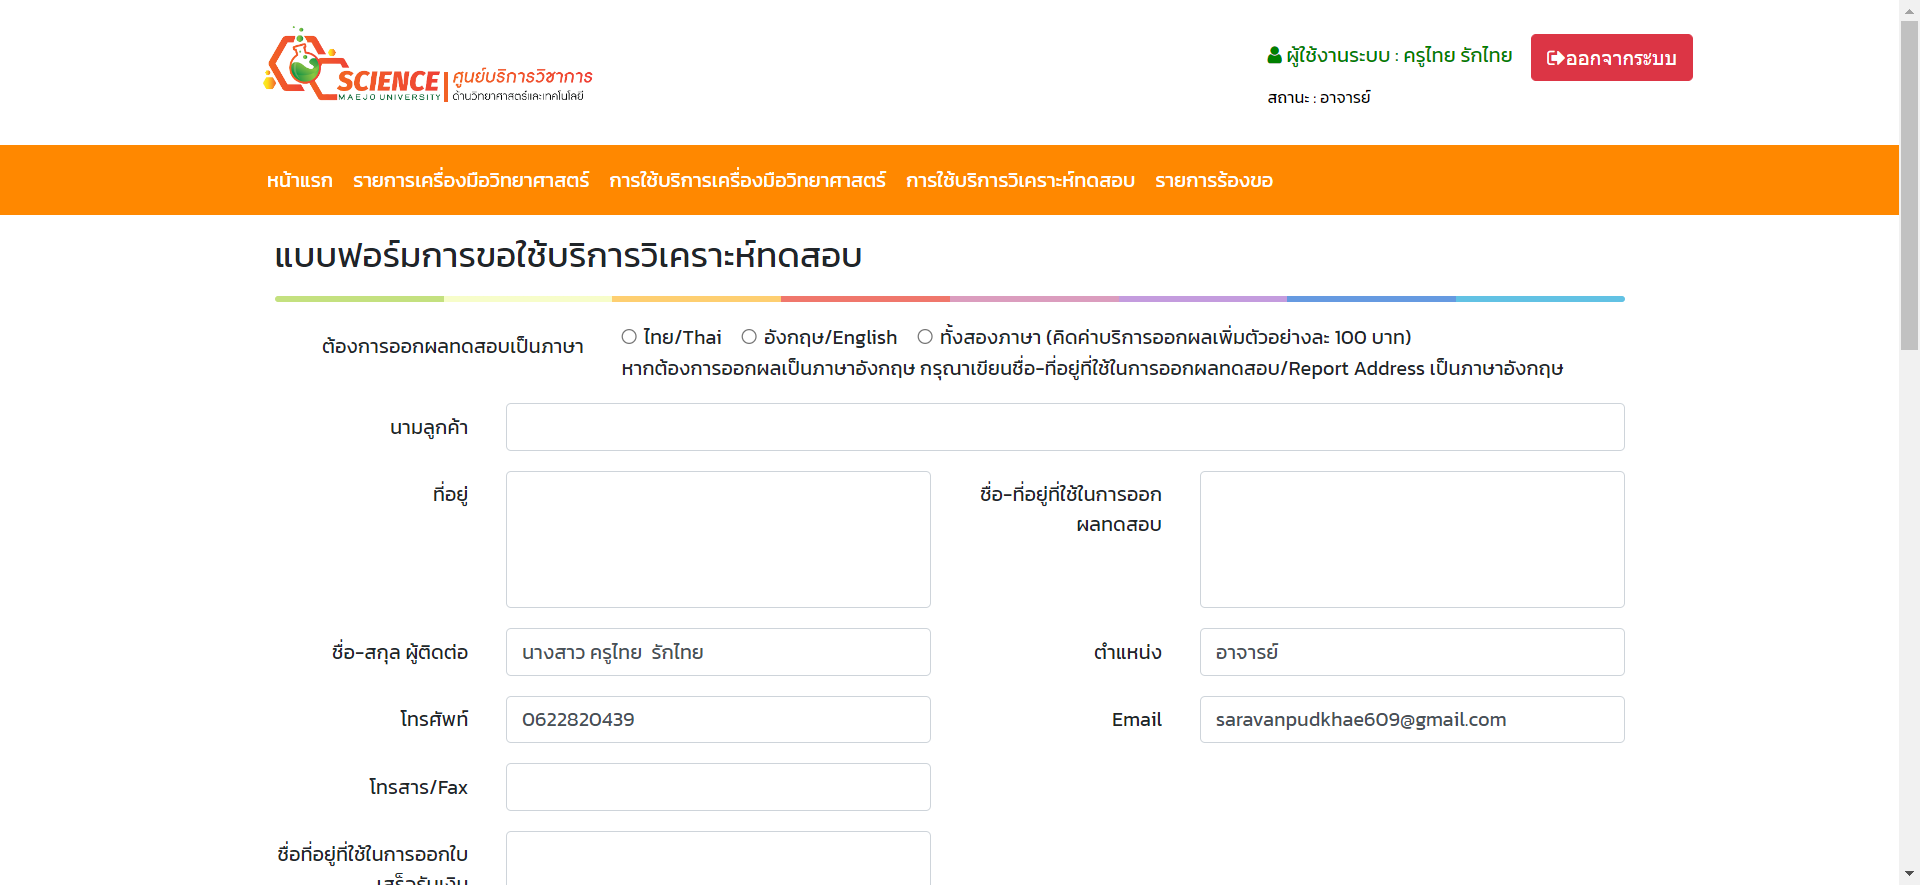 SCIENCE
MAEJO UNIVERSITY
ศูนย์บริการวิชาการ
ด้านวิทยาศาสตร์และเทคโนโลยี
ผู้ใช้งานระบบ : ครูไทย รักไทย
ออกจากระบบ
สถานะ : อาจารย์
หน้าแรก รายการเครื่องมือวิทยาศาสตร์ การใช้บริการเครื่องมือวิทยาศาสตร์ การใช้บริการวิเคราะห์ทดสอบ รายการร้องขอ
แบบฟอร์มการขอใช้บริการวิเคราะห์ทดสอบ
ต้องการออกผลทดสอบเป็นภาษา
ไทย/Thai อังกฤษ/English ทั้งสองภาษา (คิดค่าบริการออกผลเพิ่มตัวอย่างละ 100 บาท)
หากต้องการออกผลเป็นภาษาอังกฤษ กรุณาเขียนชื่อ-ที่อยู่ที่ใช้ในการออกผลทดสอบ/Report Address เป็นภาษาอังกฤษ
นามลูกค้า
ที่อยู่
ชื่อ-ที่อยู่ที่ใช้ในการออก
ผลทดสอบ
ชื่อ-สกุล ผู้ติดต่อ นางสาว ครูไทย รักไทย
ตำแหน่ง อาจารย์
โทรศัพท์ 0622820439
Email saravanpudkhae609@gmail.com
โทรสาร/Fax
ชื่อที่อยู่ที่ใช้ในการออกใบ
เสร็จรับเงิน